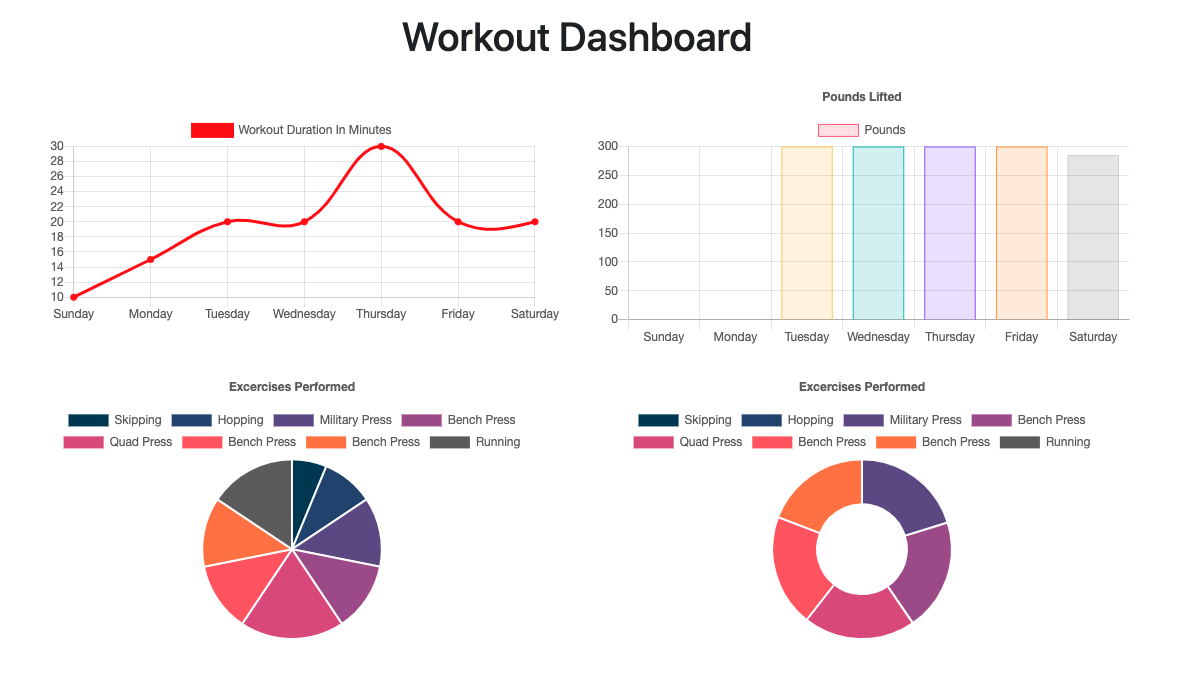 Workout Dashboard
Workout Duration In Minutes
30
28
26
24
22
20
18
16
14
12
10
Sunday Monday Tuesday Wednesday Thursday Friday Saturday
Pounds Lifted
Pounds
300
250
200
150
100
50
0
Sunday Monday Tuesday Wednesday Thursday Friday Saturday
Excercises Performed
Skipping Hopping Military Press Bench Press
Quad Press Bench Press Bench Press Running
Excercises Performed
Skipping Hopping Military Press Bench Press
Quad Press Bench Press Bench Press Running